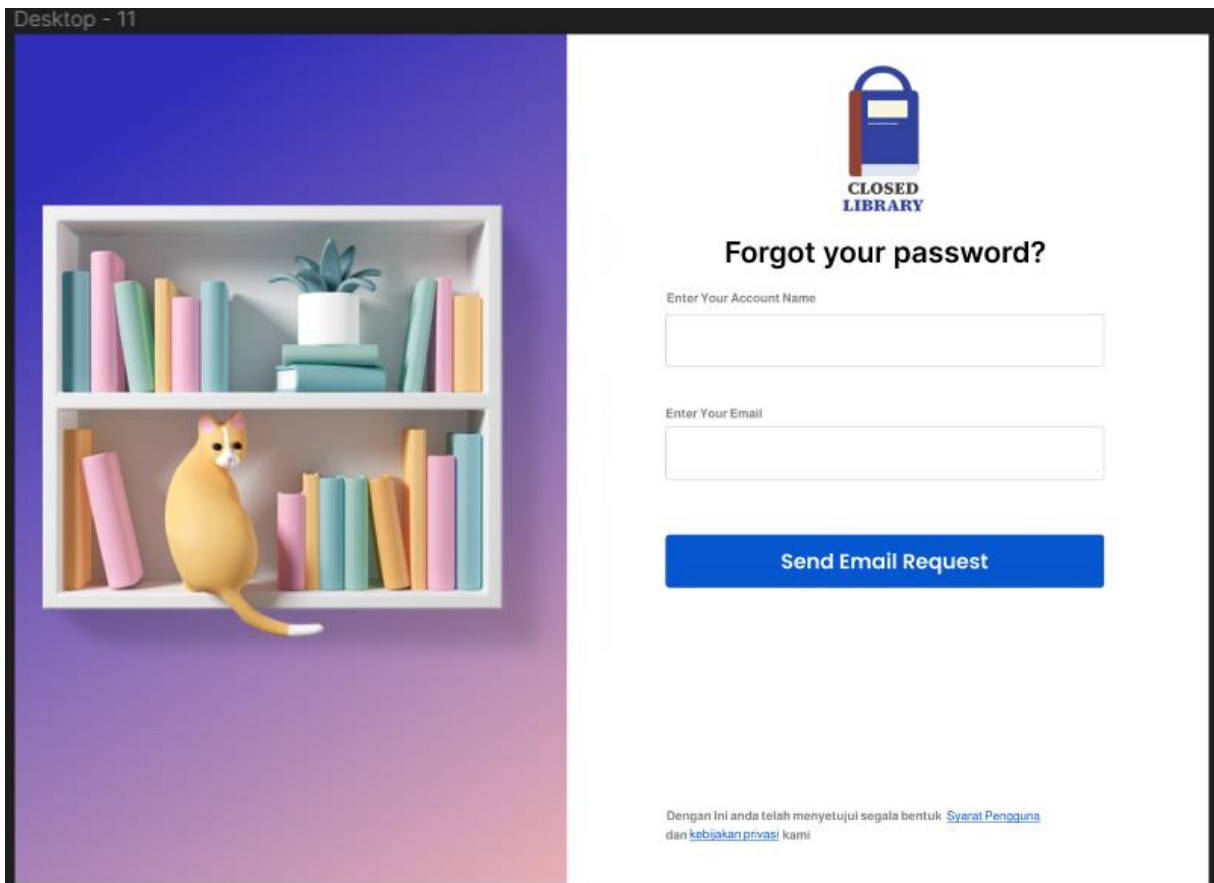 Desktop - 11
CLOSED
LIBRARY
Forgot your password?
Enter Your Account Name
Enter Your Email
Send Email Request
Dengan Ini anda telah menyetujui segala bentuk Syarat Pengguna
dan kebijakan privasi kami